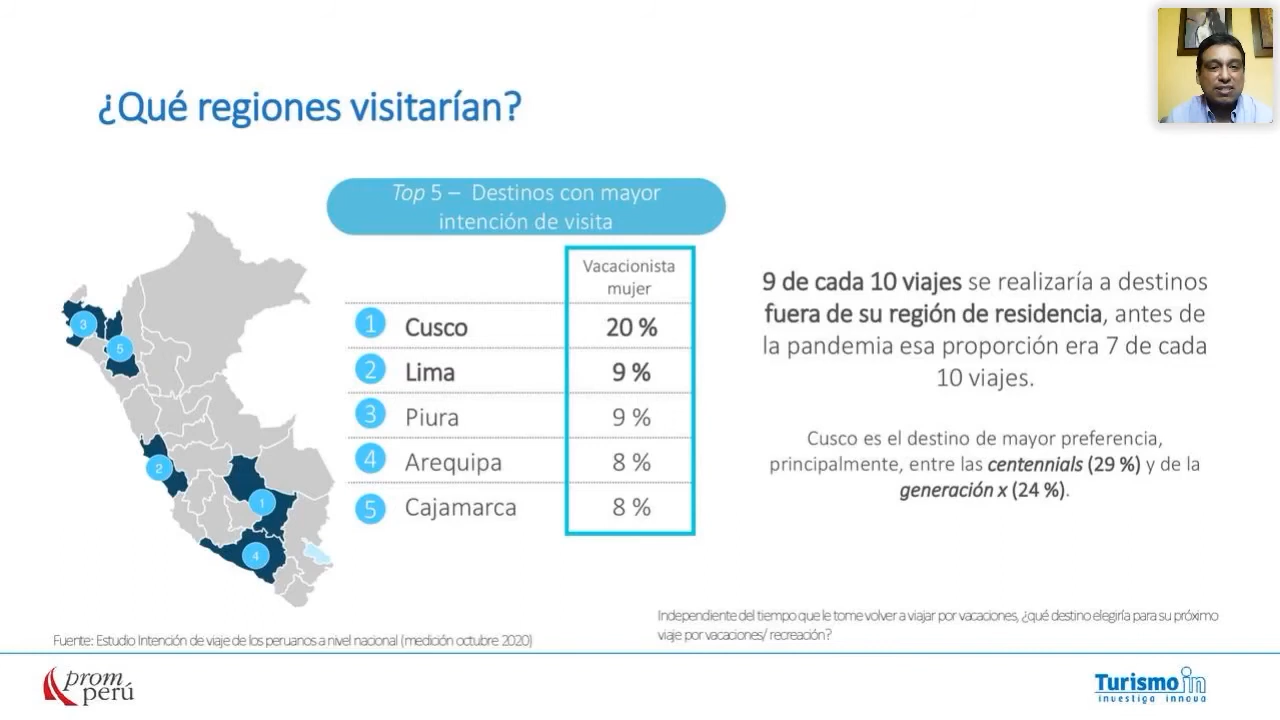 ¿Qué regiones visitarían?
Top 5 – Destinos con mayor
intención de visita
Vacacionista
mujer
1 Cusco 20 %
2 Lima 9 %
3 Piura 9 %
4 Arequipa 8 %
5 Cajamarca 8 %
3
5
2
1
4
9 de cada 10 viajes se realizaría a destinos
fuera de su región de residencia, antes de
la pandemia esa proporción era 7 de cada
10 viajes.
Cusco es el destino de mayor preferencia,
principalmente, entre las centennials (29 %) y de la
generación x (24 %).
Independiente del tiempo que le tome volver a viajar por vacaciones, ¿qué destino elegiría para su próximo
viaje por vacaciones/ recreación?
Fuente: Estudio Intención de viaje de los peruanos a nivel nacional (medición octubre 2020)
prom
perú
Turismo in
investiga innova